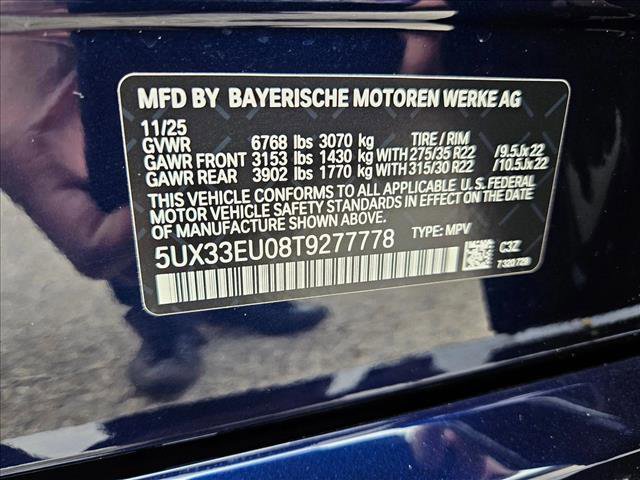 MFD BY BAYERISCHE MOTOREN WERKE AG
11/25
GVWR 6768 lbs 3070 kg TIRE / RIM
GAWR FRONT 3153 lbs 1430 kg WITH 275/35 R22 /9.5Jx22
GAWR REAR 3902 lbs 1770 kg WITH 315/30 R22 /10.5Jx22
THIS VEHICLE CONFORMS TO ALL APPLICABLE U.S. FEDERAL
MOTOR VEHICLE SAFETY STANDARDS IN EFFECT ON THE DATE
OF MANUFACTURE SHOWN ABOVE.
5UX33EU08T9277778 TYPE: MPV
C3Z
7320729